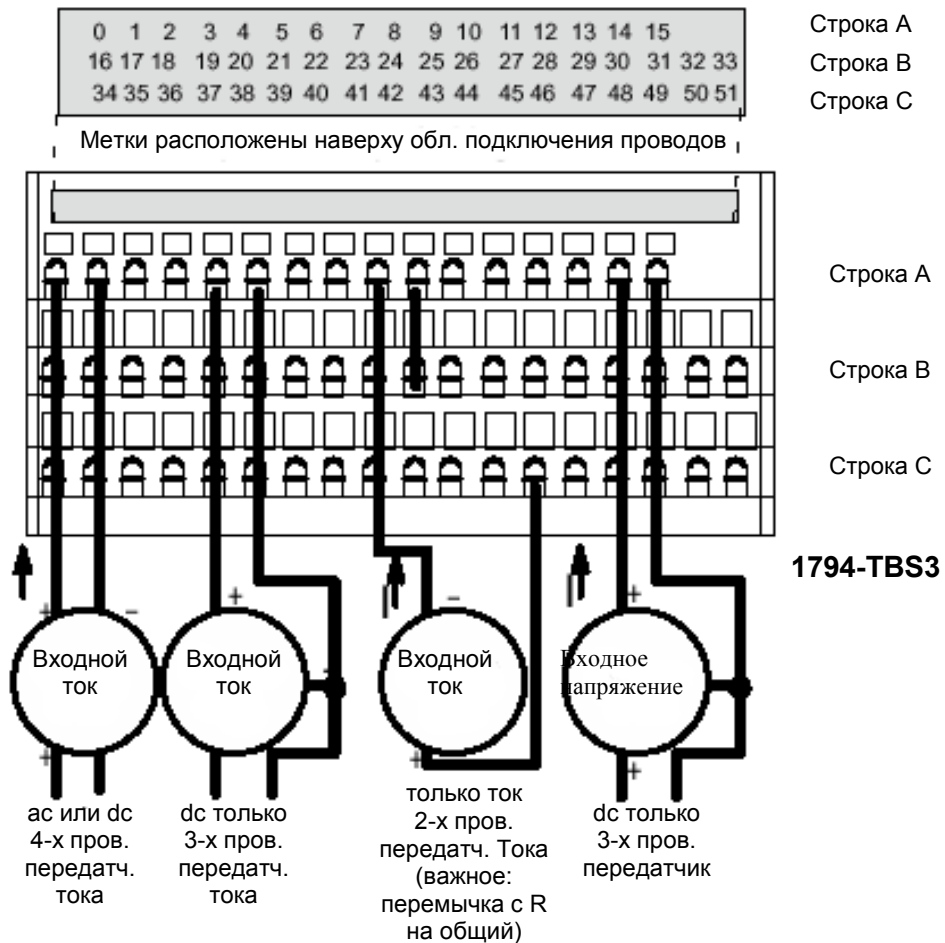 0 1 2 3 4 5 6 7 8 9 10 11 12 13 14 15 Строка A
16 17 18 19 20 21 22 23 24 25 26 27 28 29 30 31 32 33 Строка B
34 35 36 37 38 39 40 41 42 43 44 45 46 47 48 49 50 51 Строка C
Метки расположены наверху обл. подключения проводов
Строка A
Строка B
Строка C
1794-TBS3
+ − + − +
Входной ток
Входной ток
Входной ток
Входное напряжение
+ + +
ac или dc
4-х пров.
передатч.
тока
dc только
3-х пров.
передатч.
тока
только ток
2-х пров.
передатч. Тока
(важное:
перемычка с R
на общий)
dc только
3-х пров.
передатчик